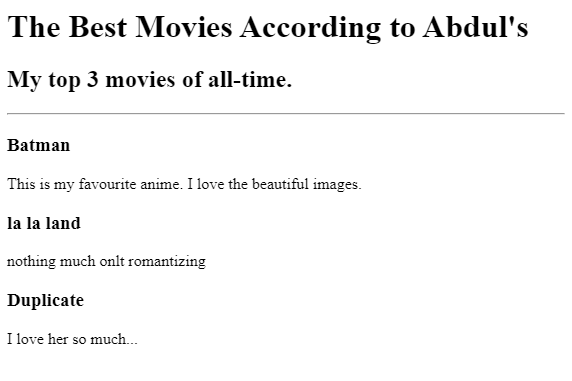 The Best Movies According to Abdul's
My top 3 movies of all-time.
Batman
This is my favourite anime. I love the beautiful images.
la la land
nothing much onlt romantizing
Duplicate
I love her so much...